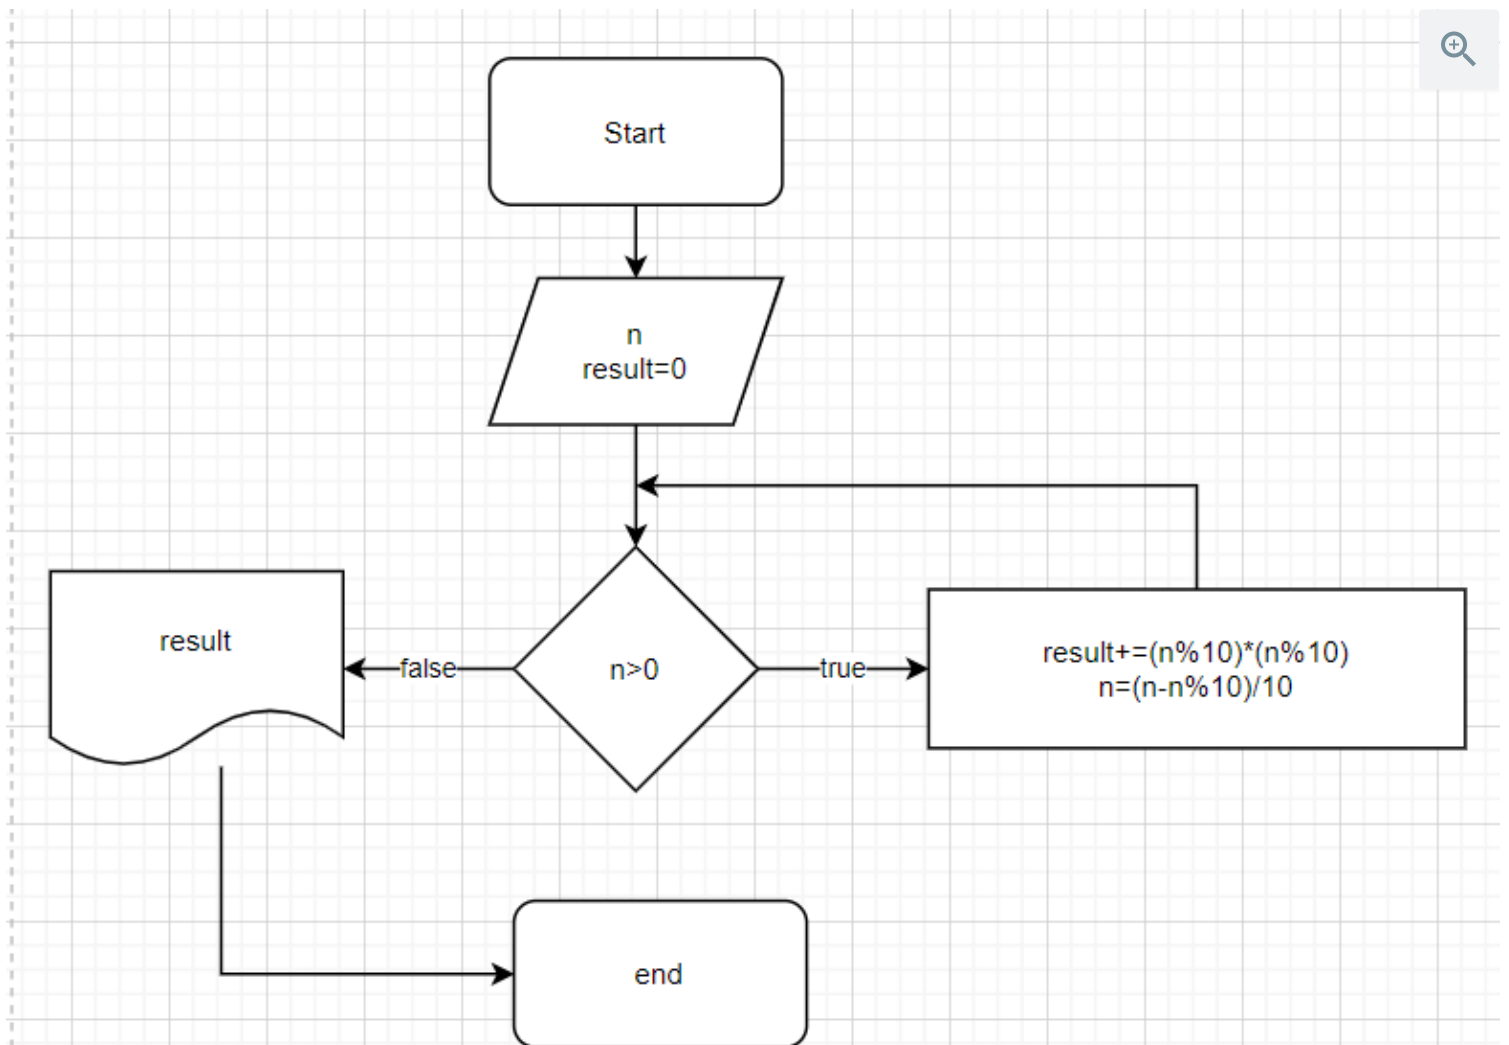 Start
n
result=0
result
false
n>0
true
result+=(n%10)*(n%10)
n=(n-n%10)/10
end